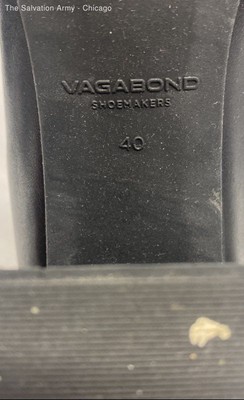 The Salvation Army - Chicago
VAGABOND
SHOEMAKERS
40